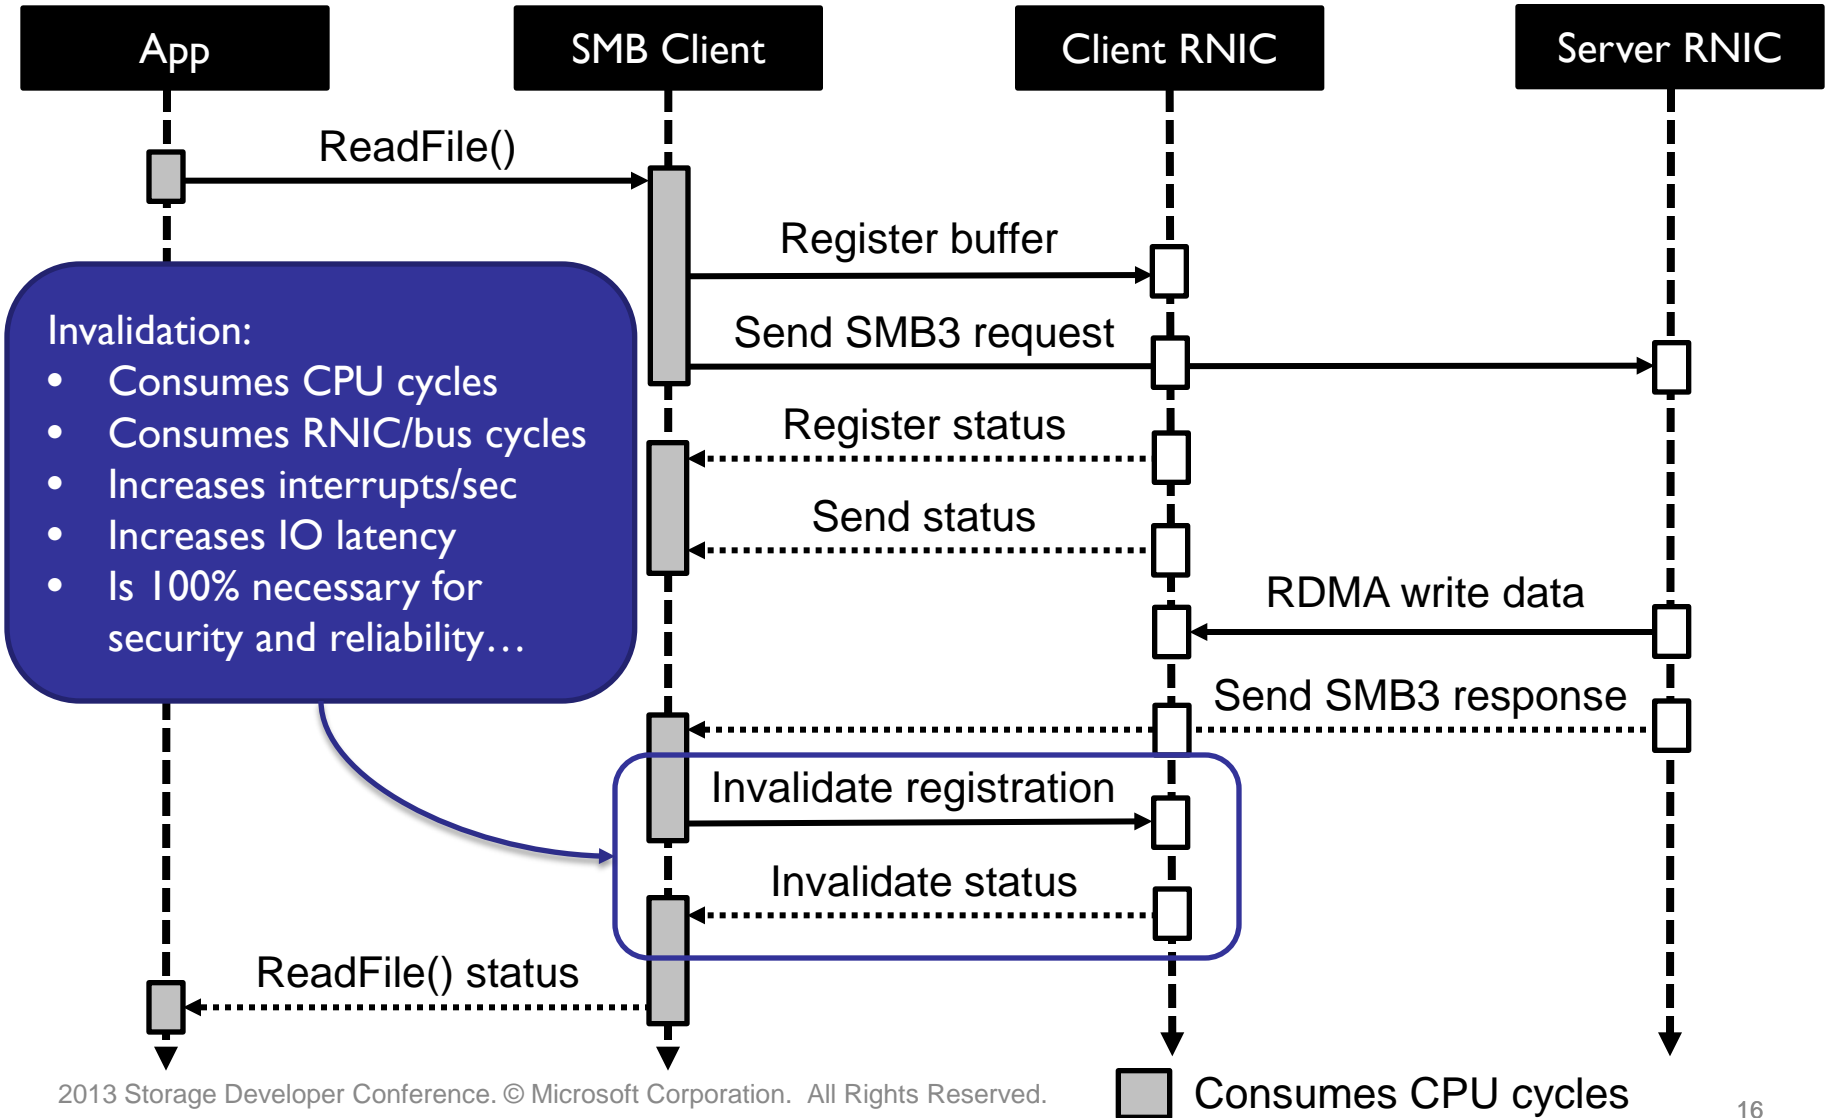 App
SMB Client
Client RNIC
Server RNIC
ReadFile()
Register buffer
Send SMB3 request
Invalidation:
• Consumes CPU cycles
• Consumes RNIC/bus cycles
• Increases interrupts/sec
• Increases IO latency
• Is 100% necessary for
security and reliability…
Register status
Send status
RDMA write data
Send SMB3 response
Invalidate registration
Invalidate status
ReadFile() status
Consumes CPU cycles
2013 Storage Developer Conference. © Microsoft Corporation. All Rights Reserved.
16